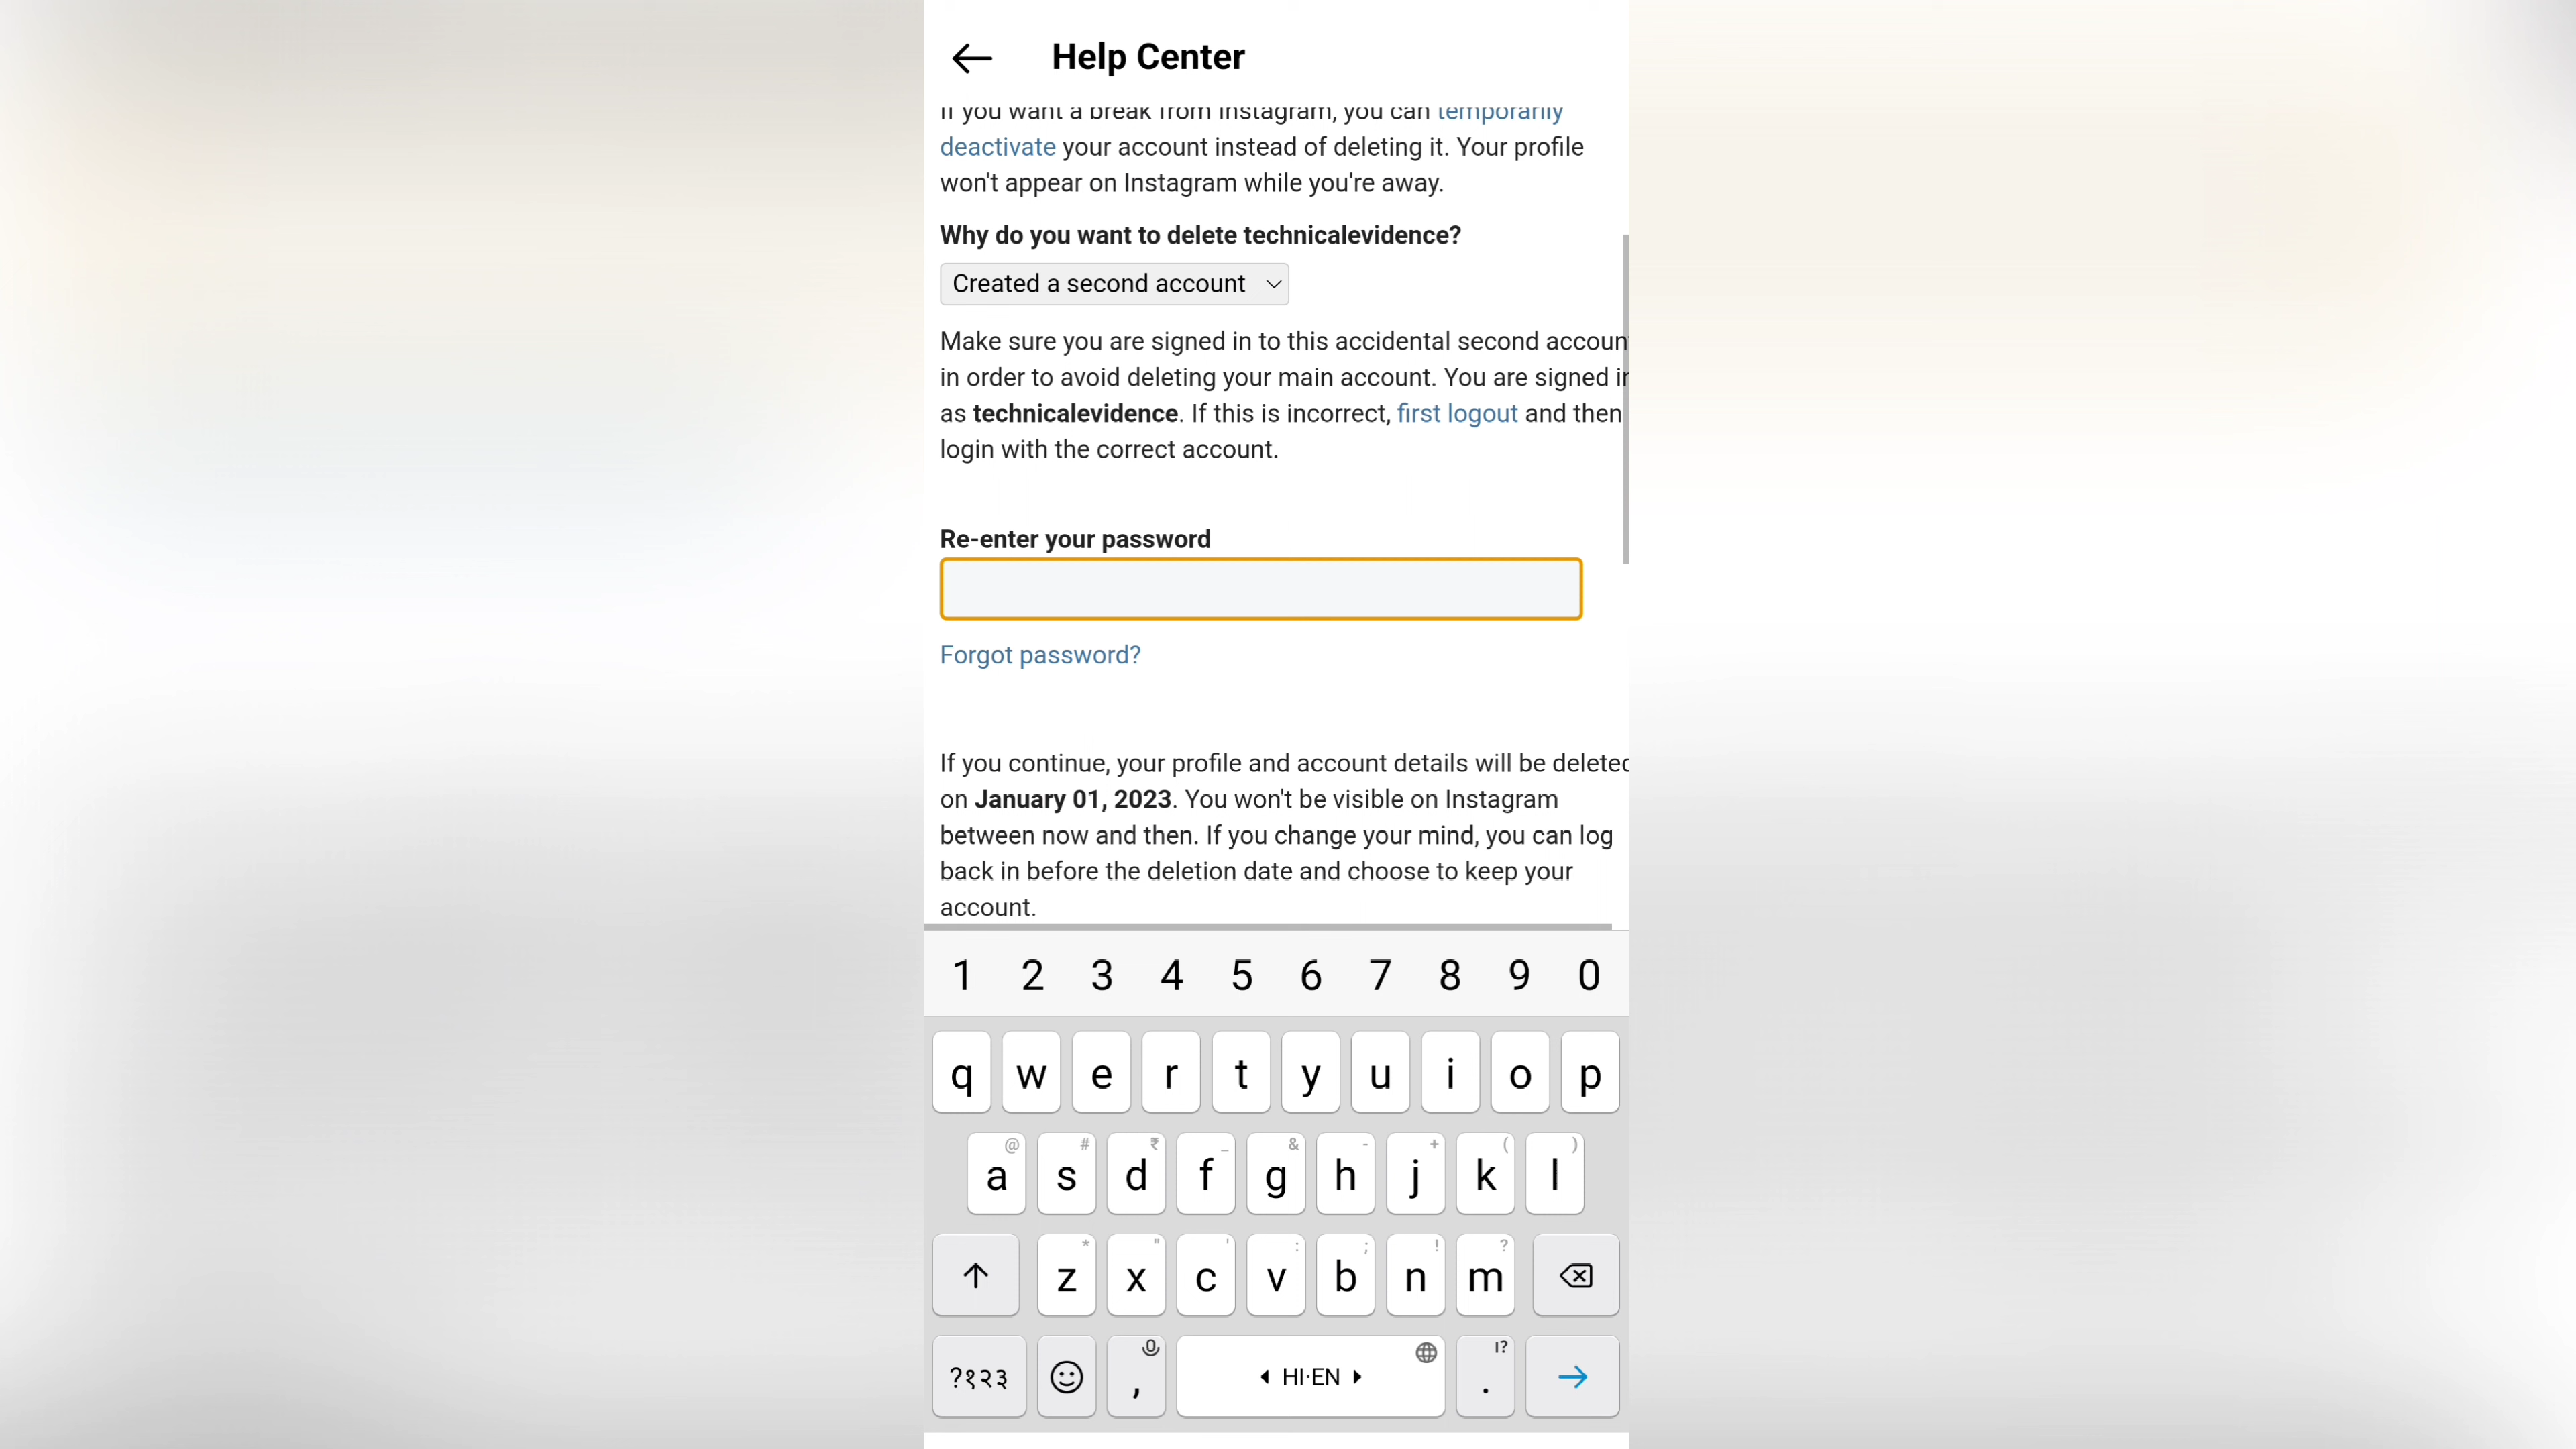 Help Center
If you want a break from Instagram, you can temporarily
deactivate your account instead of deleting it. Your profile
won't appear on Instagram while you're away.
Why do you want to delete technicalevidence?
Created a second account
Make sure you are signed in to this accidental second accoun
in order to avoid deleting your main account. You are signed in
as technicalevidence. If this is incorrect, first logout and then
login with the correct account.
Re-enter your password
Forgot password?
If you continue, your profile and account details will be deleted
on January 01, 2023. You won't be visible on Instagram
between now and then. If you change your mind, you can log
back in before the deletion date and choose to keep your
account.
1 2 3 4 5 6 7 8 9 0
q w e r t y u i o p
@ # ₹ _ & - + ( )
a s d f g h j k l
* " ' : ; ! ?
z x c v b n m
?१२३ , HI·EN . !?